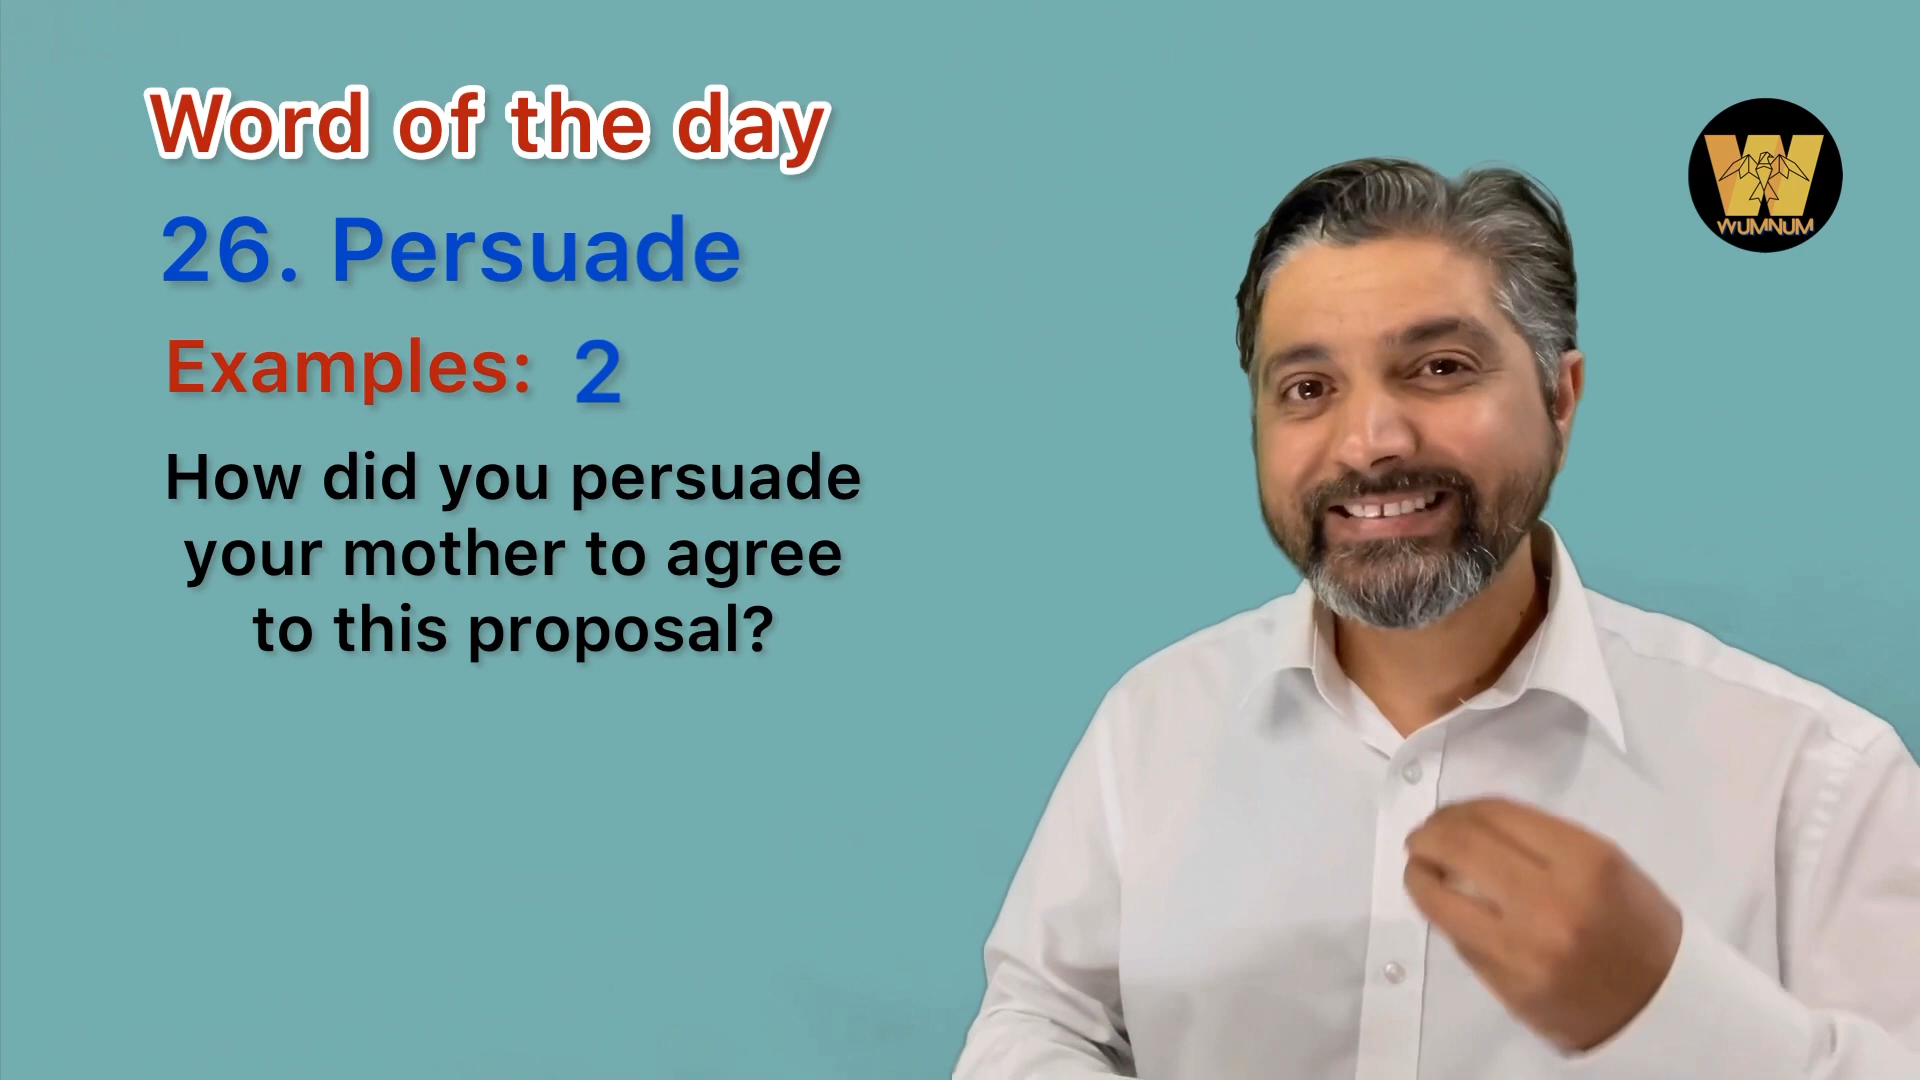 Word of the day
26. Persuade
Examples: 2
How did you persuade
your mother to agree
to this proposal?
W
WUMNUM